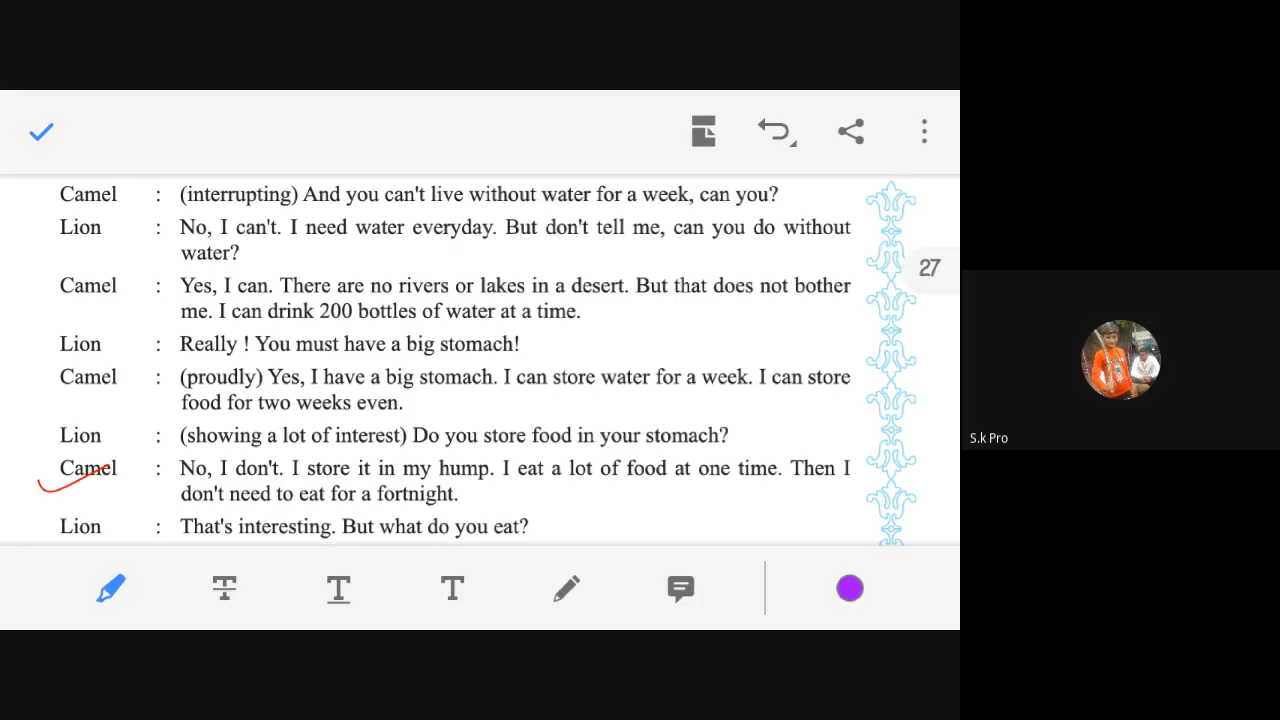 Camel : (interrupting) And you can't live without water for a week, can you?
Lion : No, I can't. I need water everyday. But don't tell me, can you do without
water?
27
Camel : Yes, I can. There are no rivers or lakes in a desert. But that does not bother
me. I can drink 200 bottles of water at a time.
Lion : Really ! You must have a big stomach!
Camel : (proudly) Yes, I have a big stomach. I can store water for a week. I can store
food for two weeks even.
Lion : (showing a lot of interest) Do you store food in your stomach?
Camel : No, I don't. I store it in my hump. I eat a lot of food at one time. Then I
don't need to eat for a fortnight.
Lion : That's interesting. But what do you eat?
T T T
S.k Pro